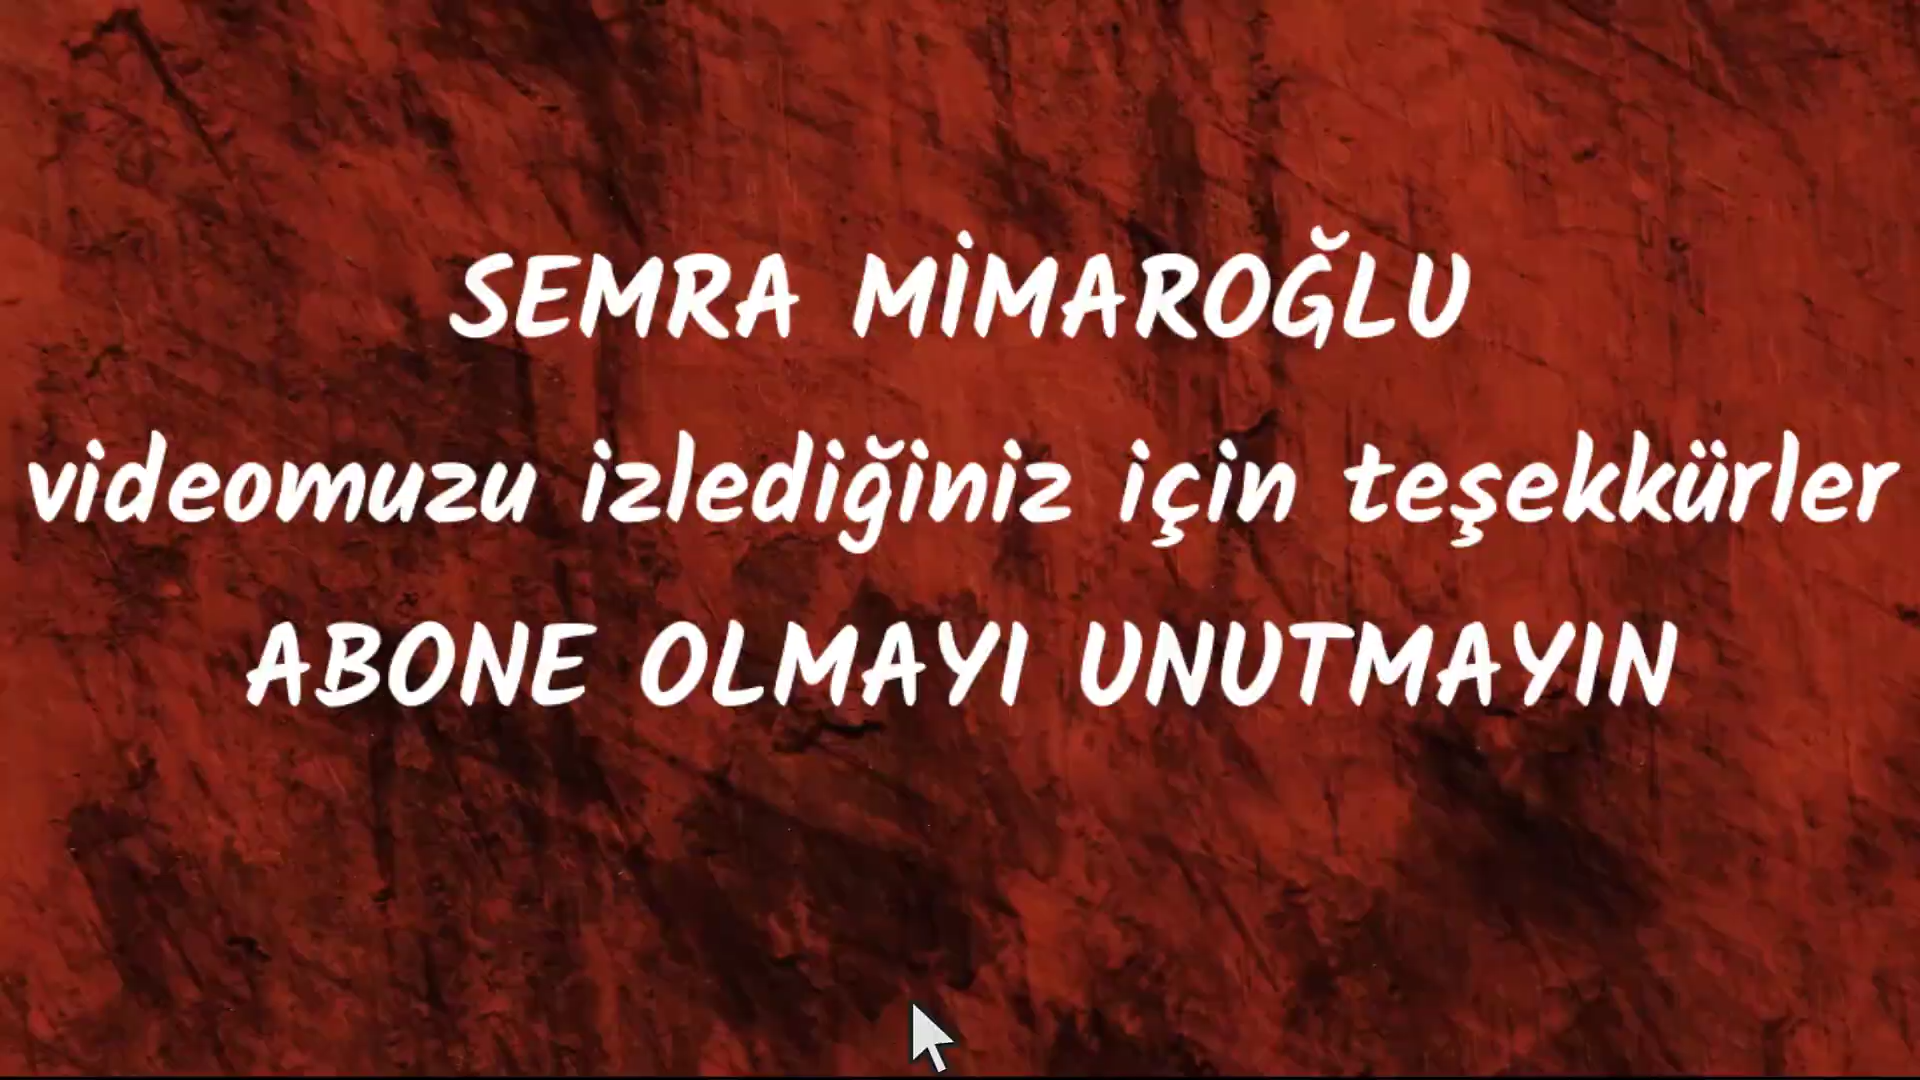 SEMRA MİMAROĞLU
videomuzu izlediğiniz için teşekkürler
ABONE OLMAYI UNUTMAYIN